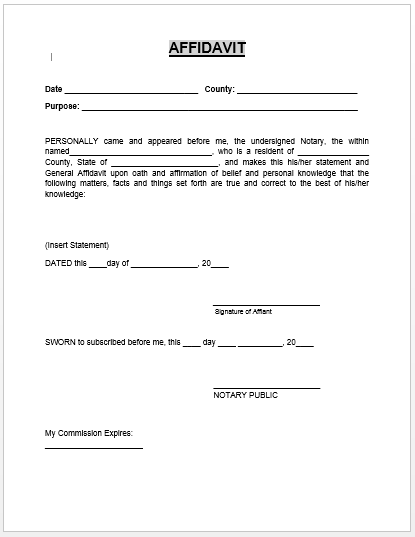 AFFIDAVIT
Date ______________________________ County: ___________________________
Purpose: ______________________________________________________________
PERSONALLY came and appeared before me, the undersigned Notary, the within
named________________________________, who is a resident of ________________
County, State of ________________________, and makes this his/her statement and
General Affidavit upon oath and affirmation of belief and personal knowledge that the
following matters, facts and things set forth are true and correct to the best of his/her
knowledge:
(Insert Statement)
DATED this ____day of _______________, 20____
________________________
Signature of Affiant
SWORN to subscribed before me, this ____ day ____ __________, 20____
________________________
NOTARY PUBLIC
My Commission Expires:
______________________